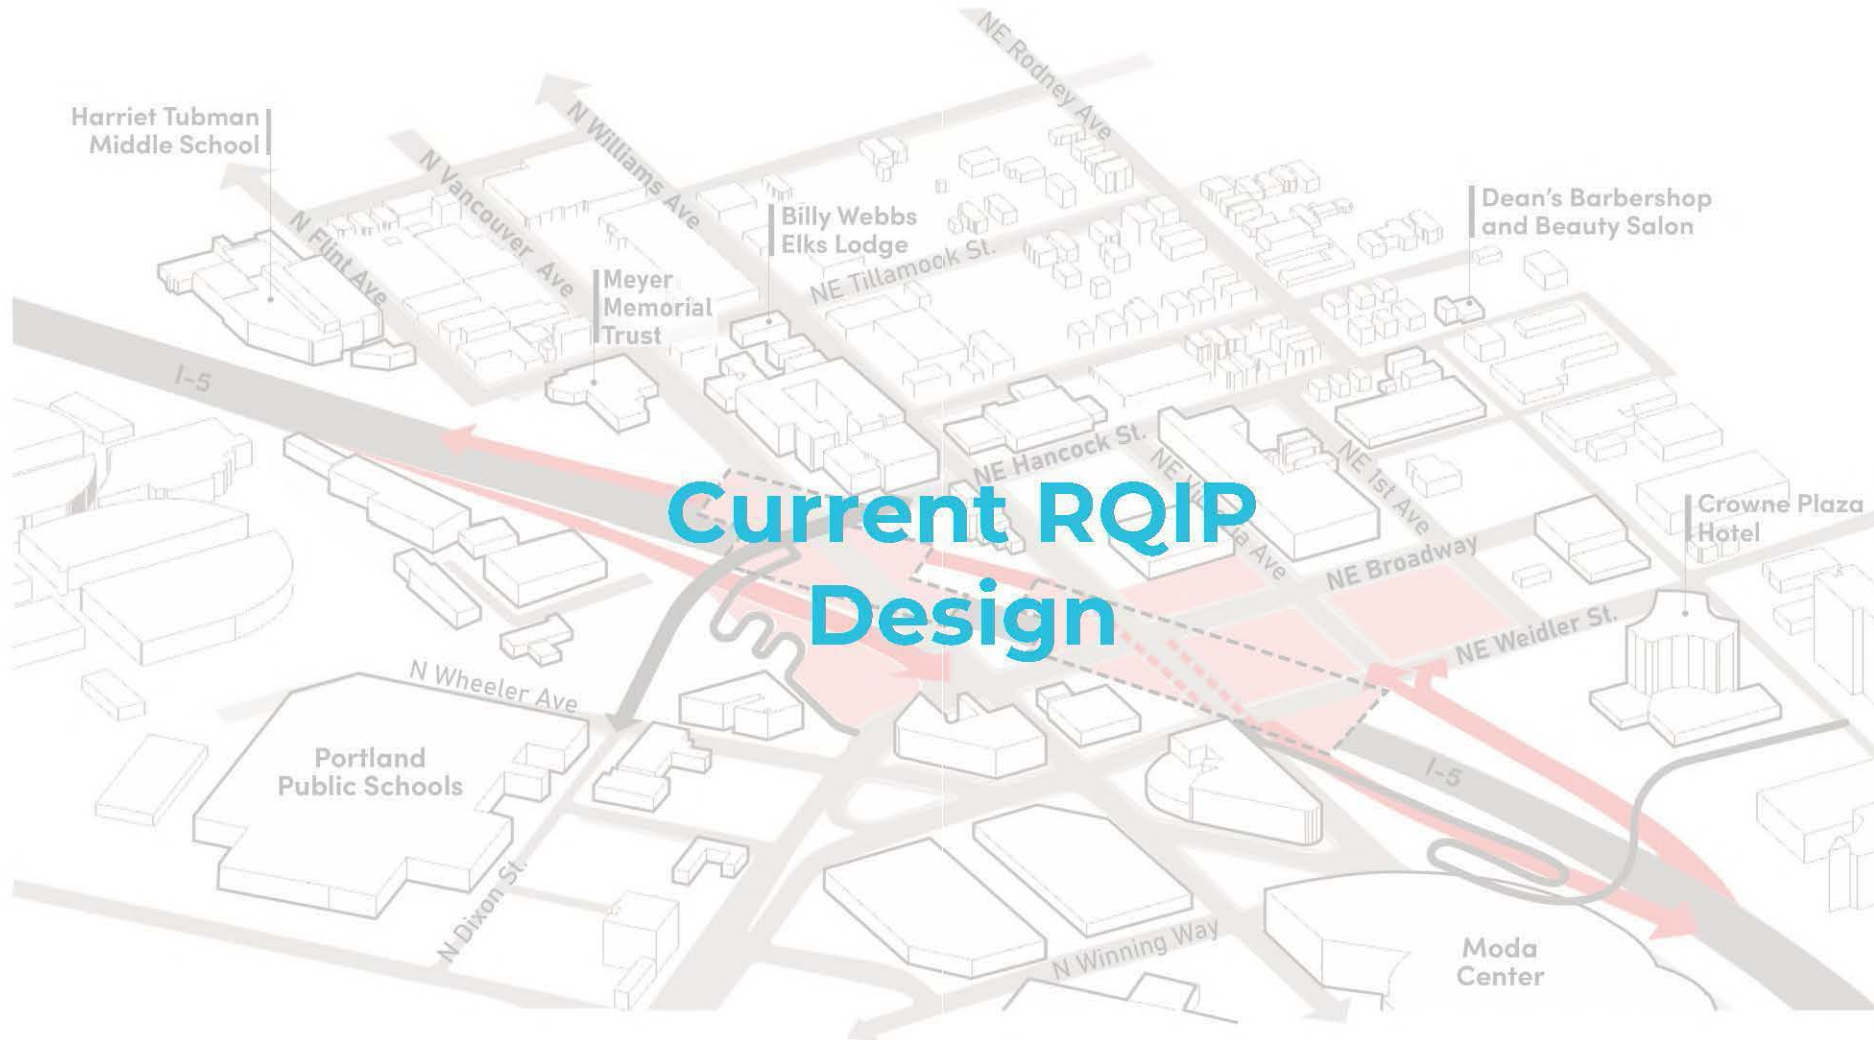 NE Rodney Ave
Harriet Tubman
Middle School
N Williams Ave
N Vancouver Ave
N Flint Ave
Billy Webbs
Elks Lodge
Dean's Barbershop
and Beauty Salon
NE Tillamook St.
Meyer
Memorial
Trust
I-5
NE Hancock St.
NE 1st Ave
Current RQIP
Design
Crowne Plaza
Hotel
NE Broadway
NE Weidler St.
N Wheeler Ave
Portland
Public Schools
I-5
N Dixon St.
N Winning Way
Moda
Center